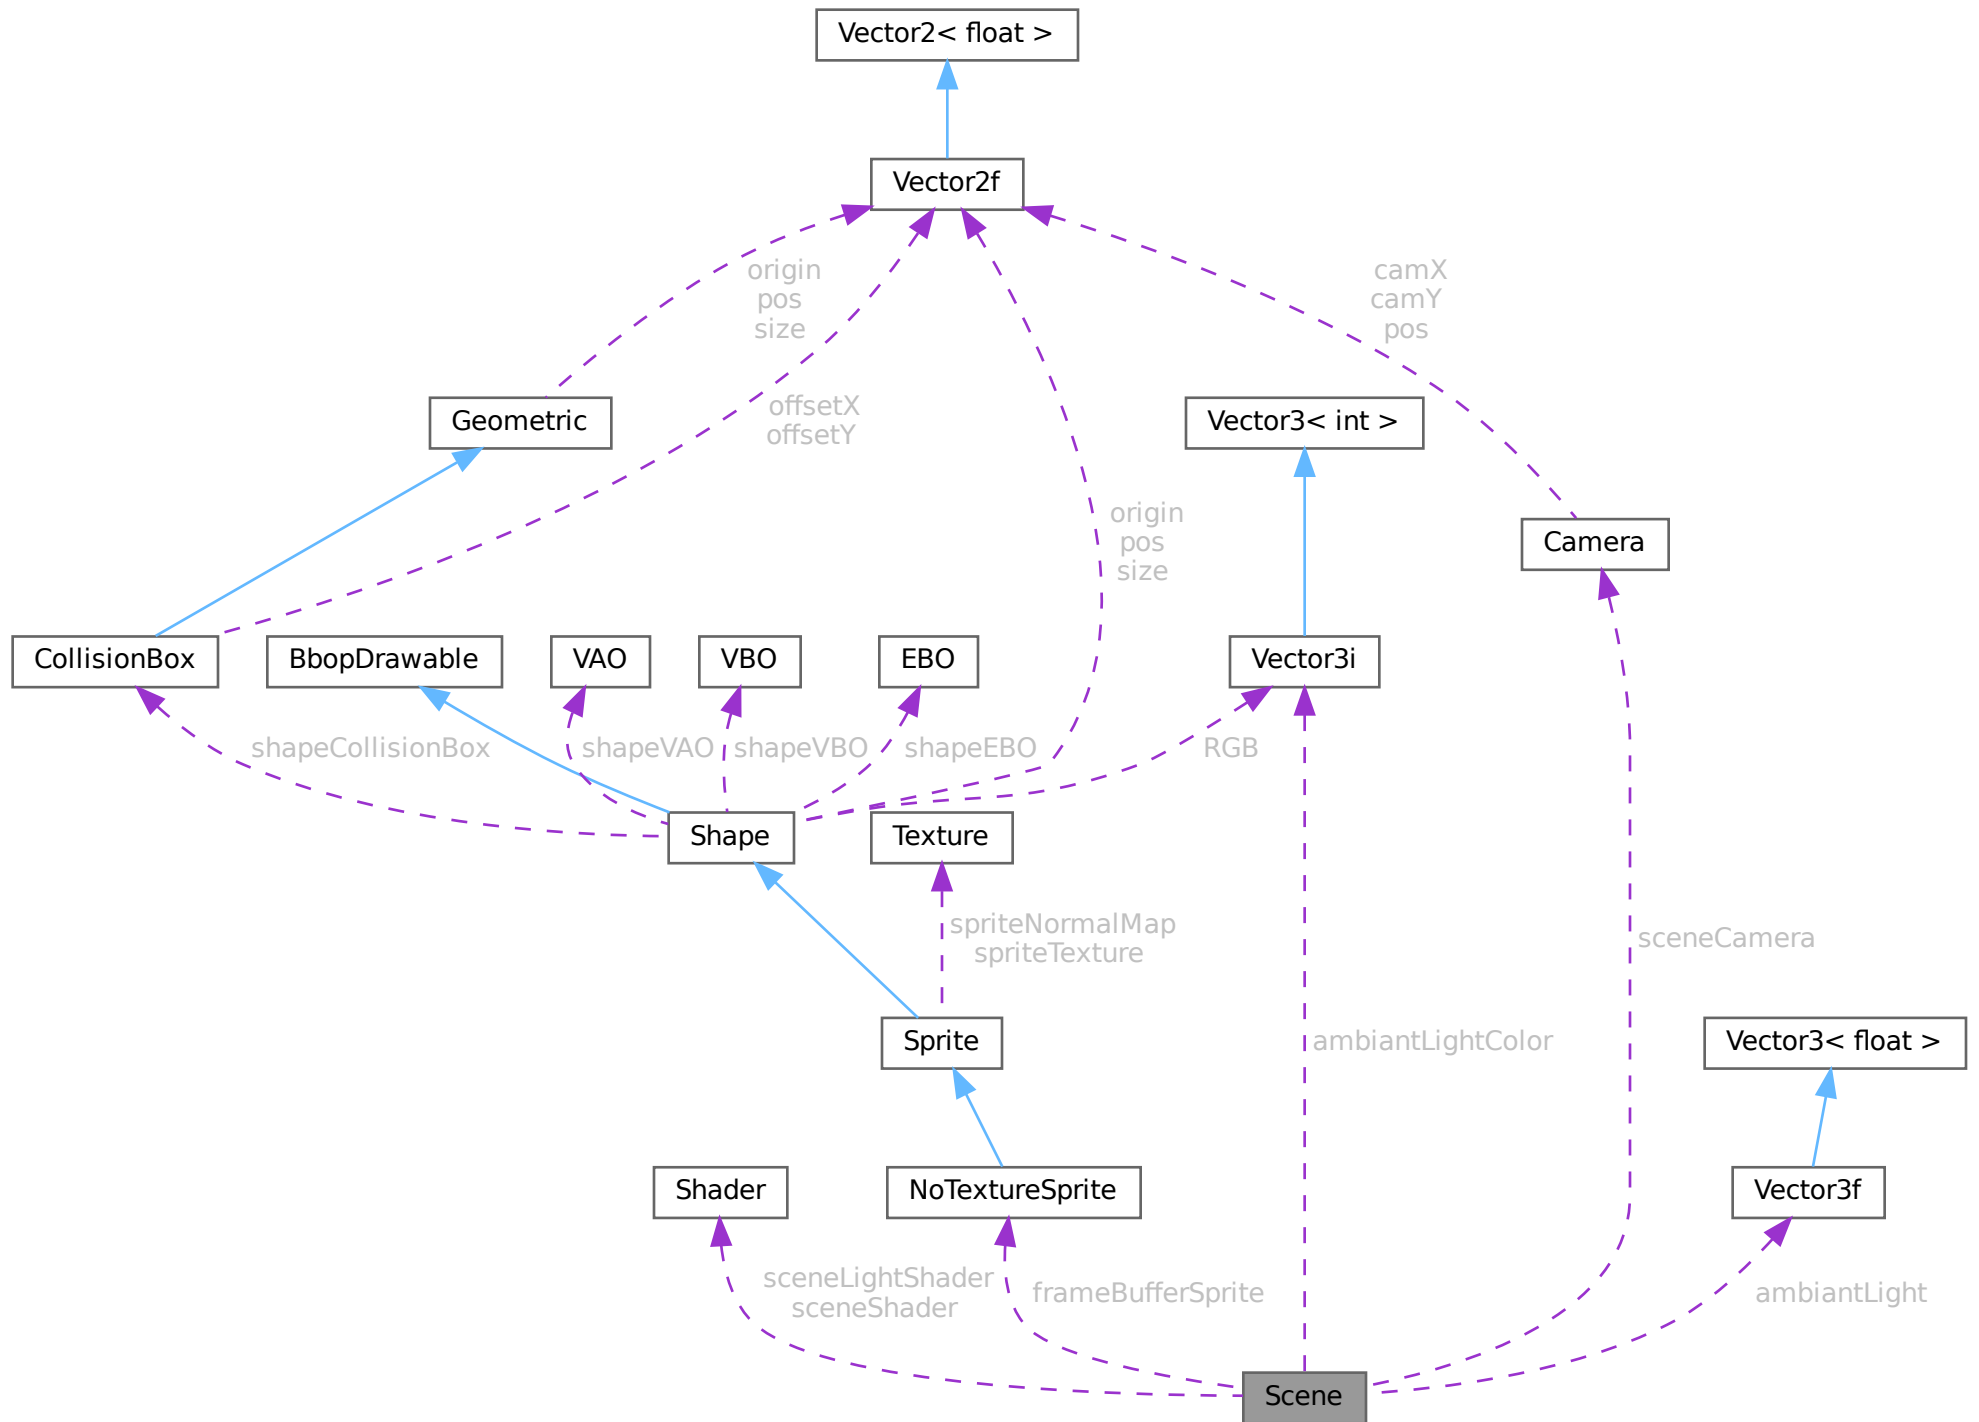 Vector2< float >
Vector2f
origin
pos
size
camX
camY
pos
Geometric
offsetX
offsetY
Vector3< int >
origin
pos
size
Camera
CollisionBox
BbopDrawable
VAO
VBO
EBO
Vector3i
shapeCollisionBox
shapeVAO
shapeVBO
shapeEBO
RGB
Shape
Texture
spriteNormalMap
spriteTexture
sceneCamera
Sprite
ambiantLightColor
Vector3< float >
Shader
NoTextureSprite
Vector3f
sceneLightShader
sceneShader
frameBufferSprite
ambiantLight
Scene